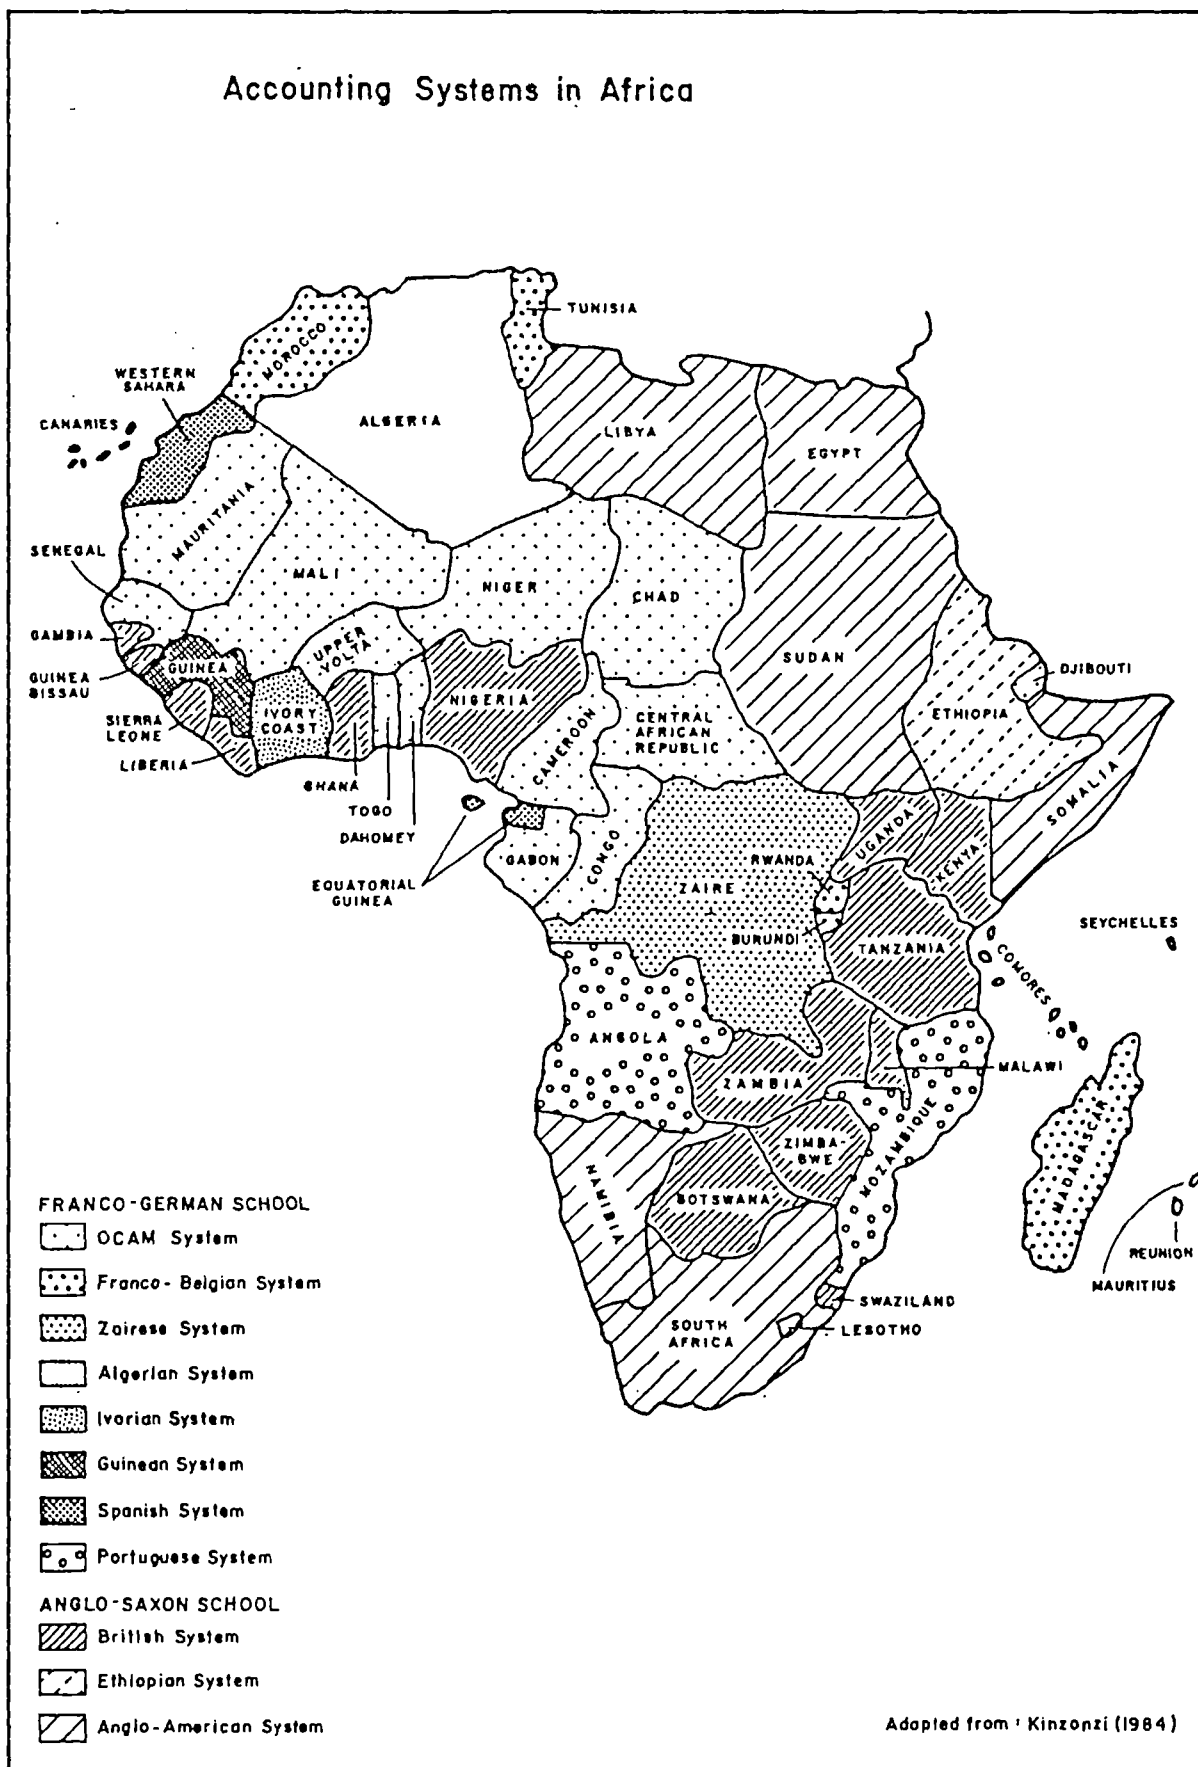 Accounting Systems in Africa
TUNISIA
MOROCCO
WESTERN
SAHARA
CANARIES
ALGERIA
LIBYA
EGYPT
MAURITANIA
SENEGAL
MALI
NIGER
CHAD
GAMBIA
UPPER
VOLTA
GUINEA
SUDAN
DJIBOUTI
GUINEA
BISSAU
NIGERIA
ETHIOPIA
SIERRA
LEONE
IVORY
COAST
CENTRAL
AFRICAN
REPUBLIC
CAMEROON
LIBERIA
GHANA
TOGO
DAHOMEY
SOMALIA
UGANDA
KENYA
GABON
CONGO
RWANDA
ZAIRE
EQUATORIAL
GUINEA
BURUNDI
TANZANIA
SEYCHELLES
COMORES
ANGOLA
MALAWI
ZAMBIA
ZIMBA-
BWE
MOZAMBIQUE
MADAGASCAR
NAMIBIA
BOTSWANA
REUNION
MAURITIUS
SWAZILAND
SOUTH
AFRICA
LESOTHO
FRANCO-GERMAN SCHOOL
OCAM System
Franco-Belgian System
Zairese System
Algerian System
Ivorian System
Guinean System
Spanish System
Portuguese System
ANGLO-SAXON SCHOOL
British System
Ethiopian System
Anglo-American System
Adapted from : Kinzonzi (1984)